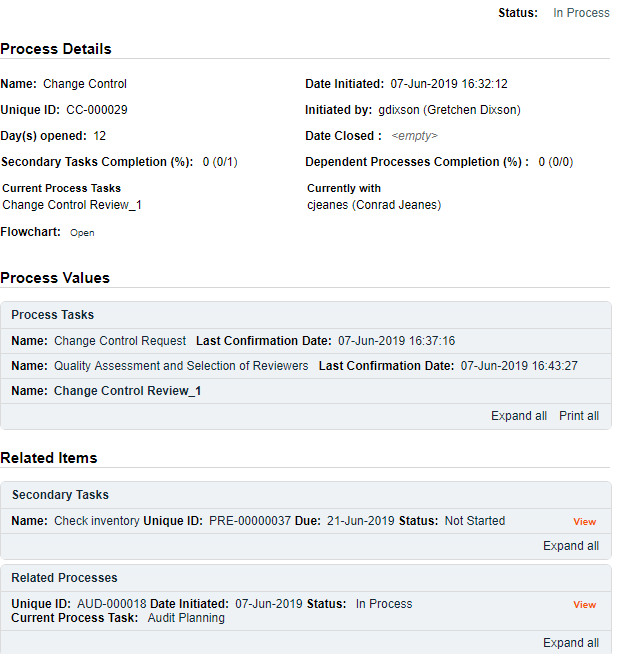 Status: In Process
Process Details
Name: Change Control Date Initiated: 07-Jun-2019 16:32:12
Unique ID: CC-000029 Initiated by: gdixson (Gretchen Dixson)
Day(s) opened: 12 Date Closed : <empty>
Secondary Tasks Completion (%): 0 (0/1) Dependent Processes Completion (%) : 0 (0/0)
Current Process Tasks Currently with
Change Control Review_1 cjeanes (Conrad Jeanes)
Flowchart: Open
Process Values
Process Tasks
Name: Change Control Request Last Confirmation Date: 07-Jun-2019 16:37:16
Name: Quality Assessment and Selection of Reviewers Last Confirmation Date: 07-Jun-2019 16:43:27
Name: Change Control Review_1
Expand all Print all
Related Items
Secondary Tasks
Name: Check inventory Unique ID: PRE-00000037 Due: 21-Jun-2019 Status: Not Started View
Expand all
Related Processes
Unique ID: AUD-000018 Date Initiated: 07-Jun-2019 Status: In Process View
Current Process Task: Audit Planning
Expand all